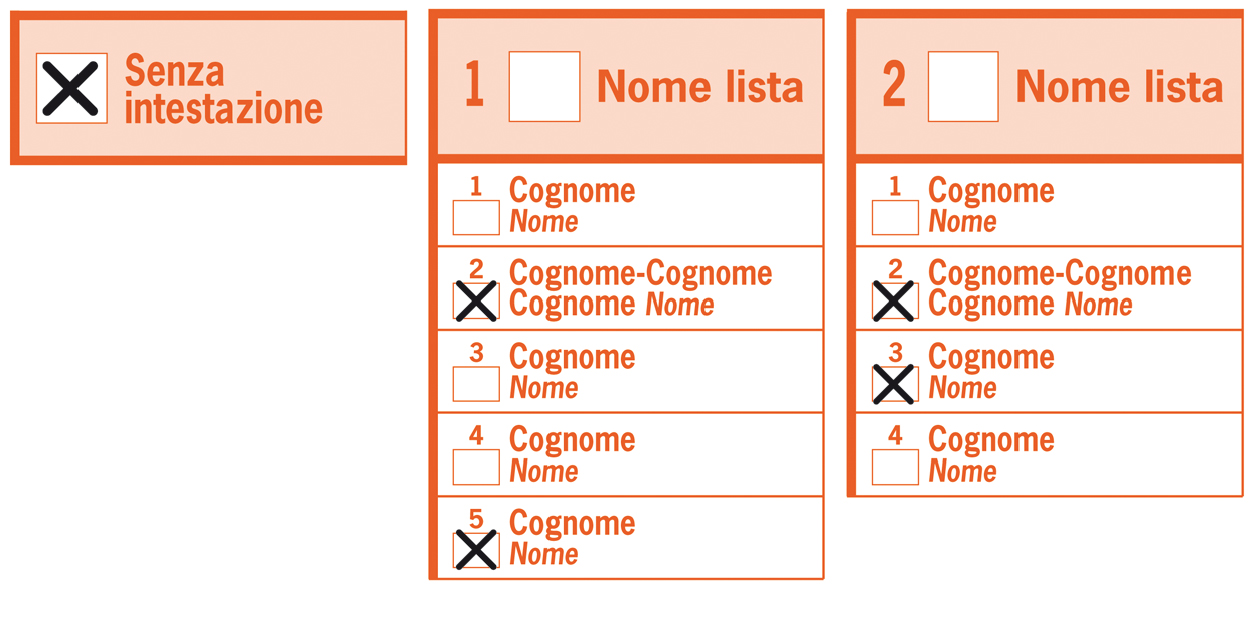 Senza
intestazione
1 Nome lista
1 Cognome
Nome
2 Cognome-Cognome
Cognome Nome
3 Cognome
Nome
4 Cognome
Nome
5 Cognome
Nome
2 Nome lista
1 Cognome
Nome
2 Cognome-Cognome
Cognome Nome
3 Cognome
Nome
4 Cognome
Nome